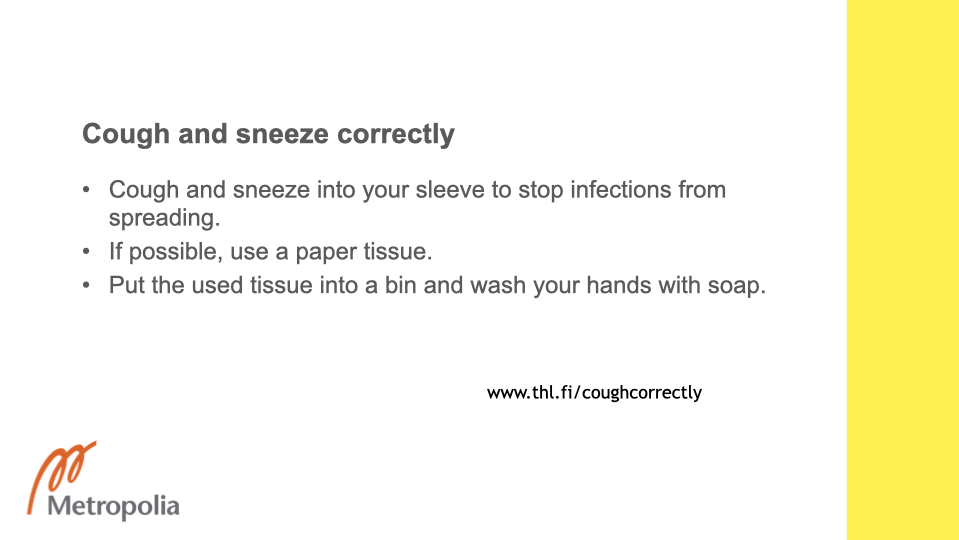 Cough and sneeze correctly
• Cough and sneeze into your sleeve to stop infections from
spreading.
• If possible, use a paper tissue.
• Put the used tissue into a bin and wash your hands with soap.
www.thl.fi/coughcorrectly
Metropolia